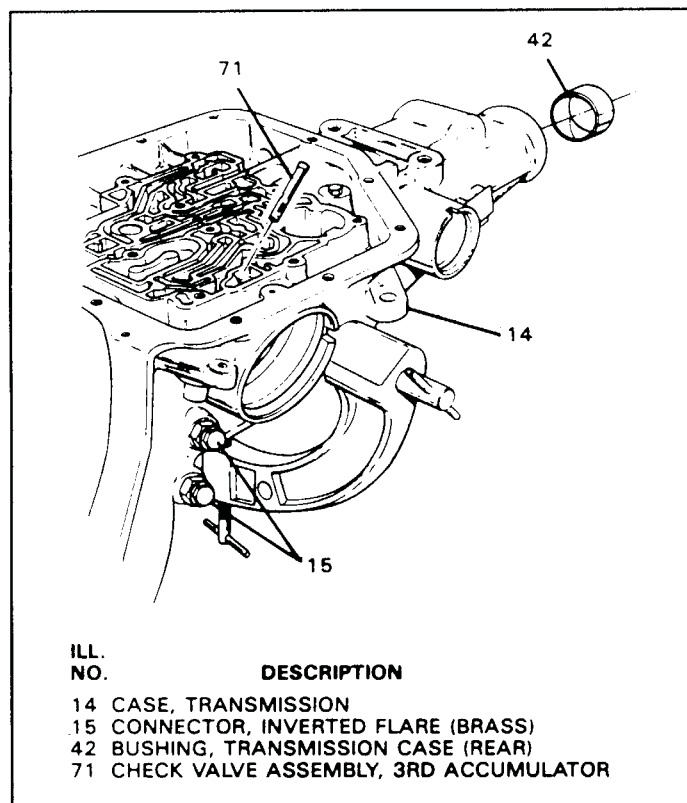 42
71
14
15
ILL.
NO. DESCRIPTION
14 CASE, TRANSMISSION
15 CONNECTOR, INVERTED FLARE (BRASS)
42 BUSHING, TRANSMISSION CASE (REAR)
71 CHECK VALVE ASSEMBLY, 3RD ACCUMULATOR